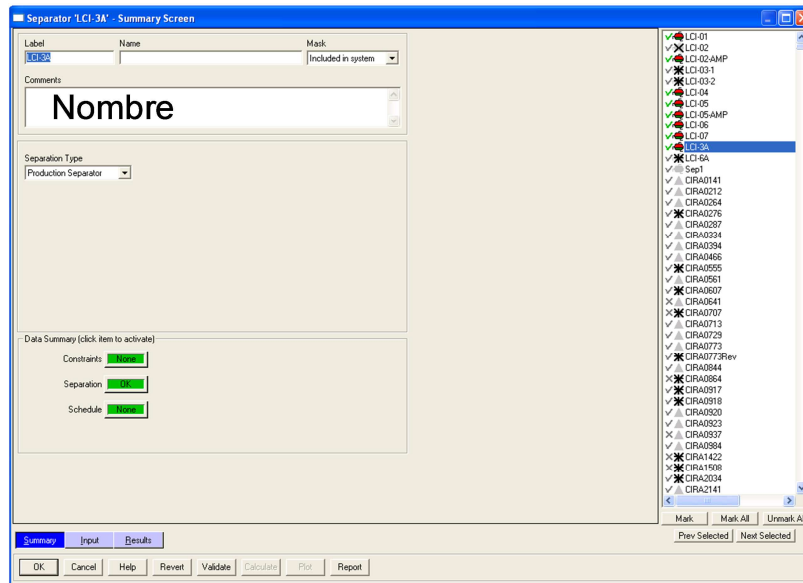 Separator 'LCI-3A' - Summary Screen
Label Name Mask
LCI-3A Included in system
Comments
Nombre
Separation Type
Production Separator
Data Summary (click item to activate)
Constraints None
Separation OK
Schedule None
LCI-01
LCI-02
LCI-02-AMP
LCI-03-1
LCI-03-2
LCI-04
LCI-05
LCI-05-AMP
LCI-06
LCI-07
LCI-3A
LCI-6A
Sep1
CIRA0141
CIRA0212
CIRA0264
CIRA0276
CIRA0287
CIRA0334
CIRA0394
CIRA0466
CIRA0555
CIRA0561
CIRA0607
CIRA0641
CIRA0707
CIRA0713
CIRA0729
CIRA0773
CIRA0773Rev
CIRA0844
CIRA0864
CIRA0917
CIRA0918
CIRA0920
CIRA0923
CIRA0937
CIRA0984
CIRA1422
CIRA1508
CIRA2034
CIRA2141
Mark Mark All Unmark Al
Prev Selected Next Selected
Summary Input Results
OK Cancel Help Revert Validate Calculate Plot Report